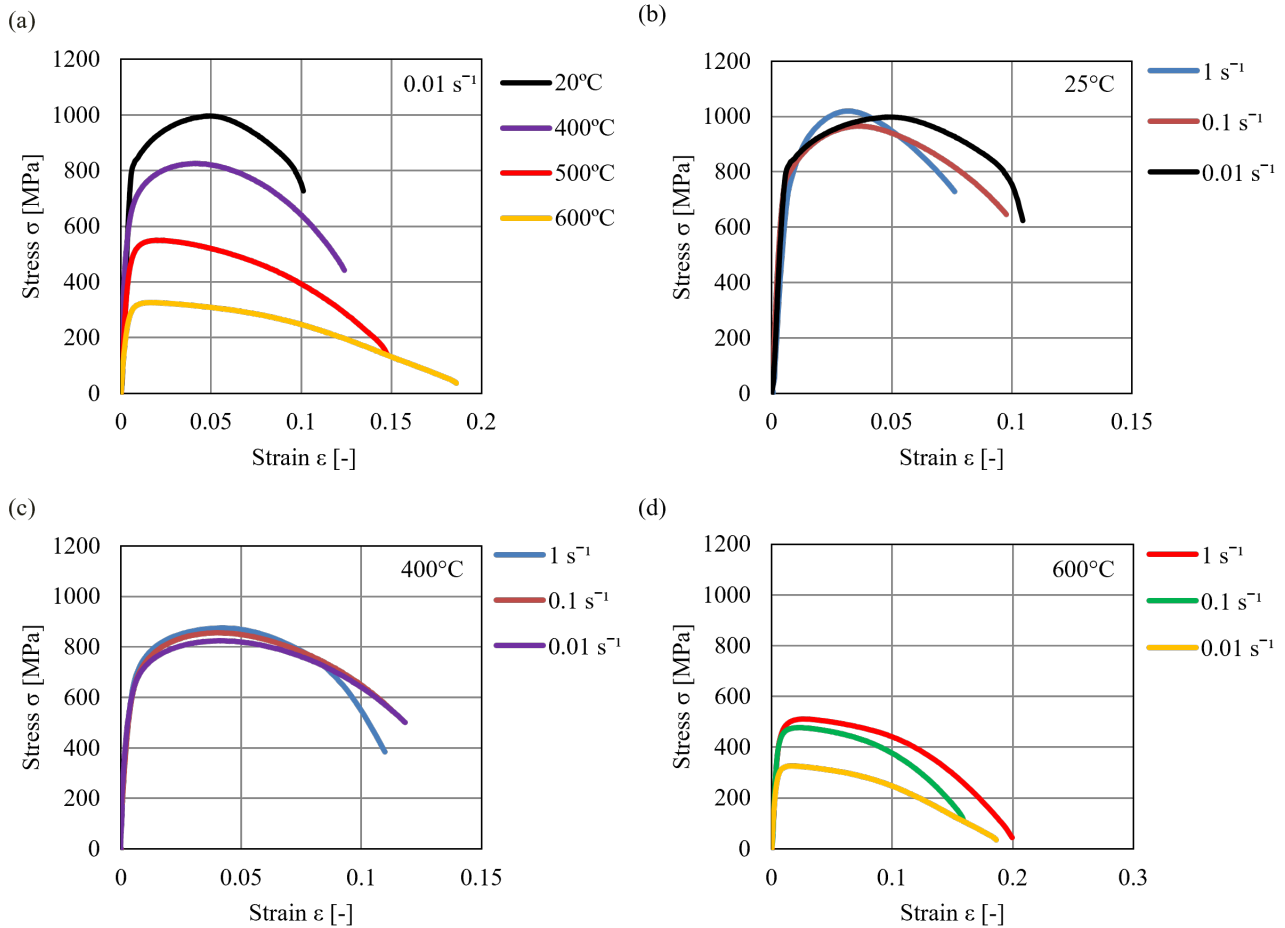 (a)
1200
1000
800
600
400
200
0
Stress σ [MPa]
0.01 s⁻¹
20ºC
400ºC
500ºC
600ºC
0 0.05 0.1 0.15 0.2
Strain ε [-]
(b)
1200
1000
800
600
400
200
0
Stress σ [MPa]
25°C
1 s⁻¹
0.1 s⁻¹
0.01 s⁻¹
0 0.05 0.1 0.15
Strain ε [-]
(c)
1200
1000
800
600
400
200
0
Stress σ [MPa]
400°C
1 s⁻¹
0.1 s⁻¹
0.01 s⁻¹
0 0.05 0.1 0.15
Strain ε [-]
(d)
1200
1000
800
600
400
200
0
Stress σ [MPa]
600°C
1 s⁻¹
0.1 s⁻¹
0.01 s⁻¹
0 0.1 0.2 0.3
Strain ε [-]